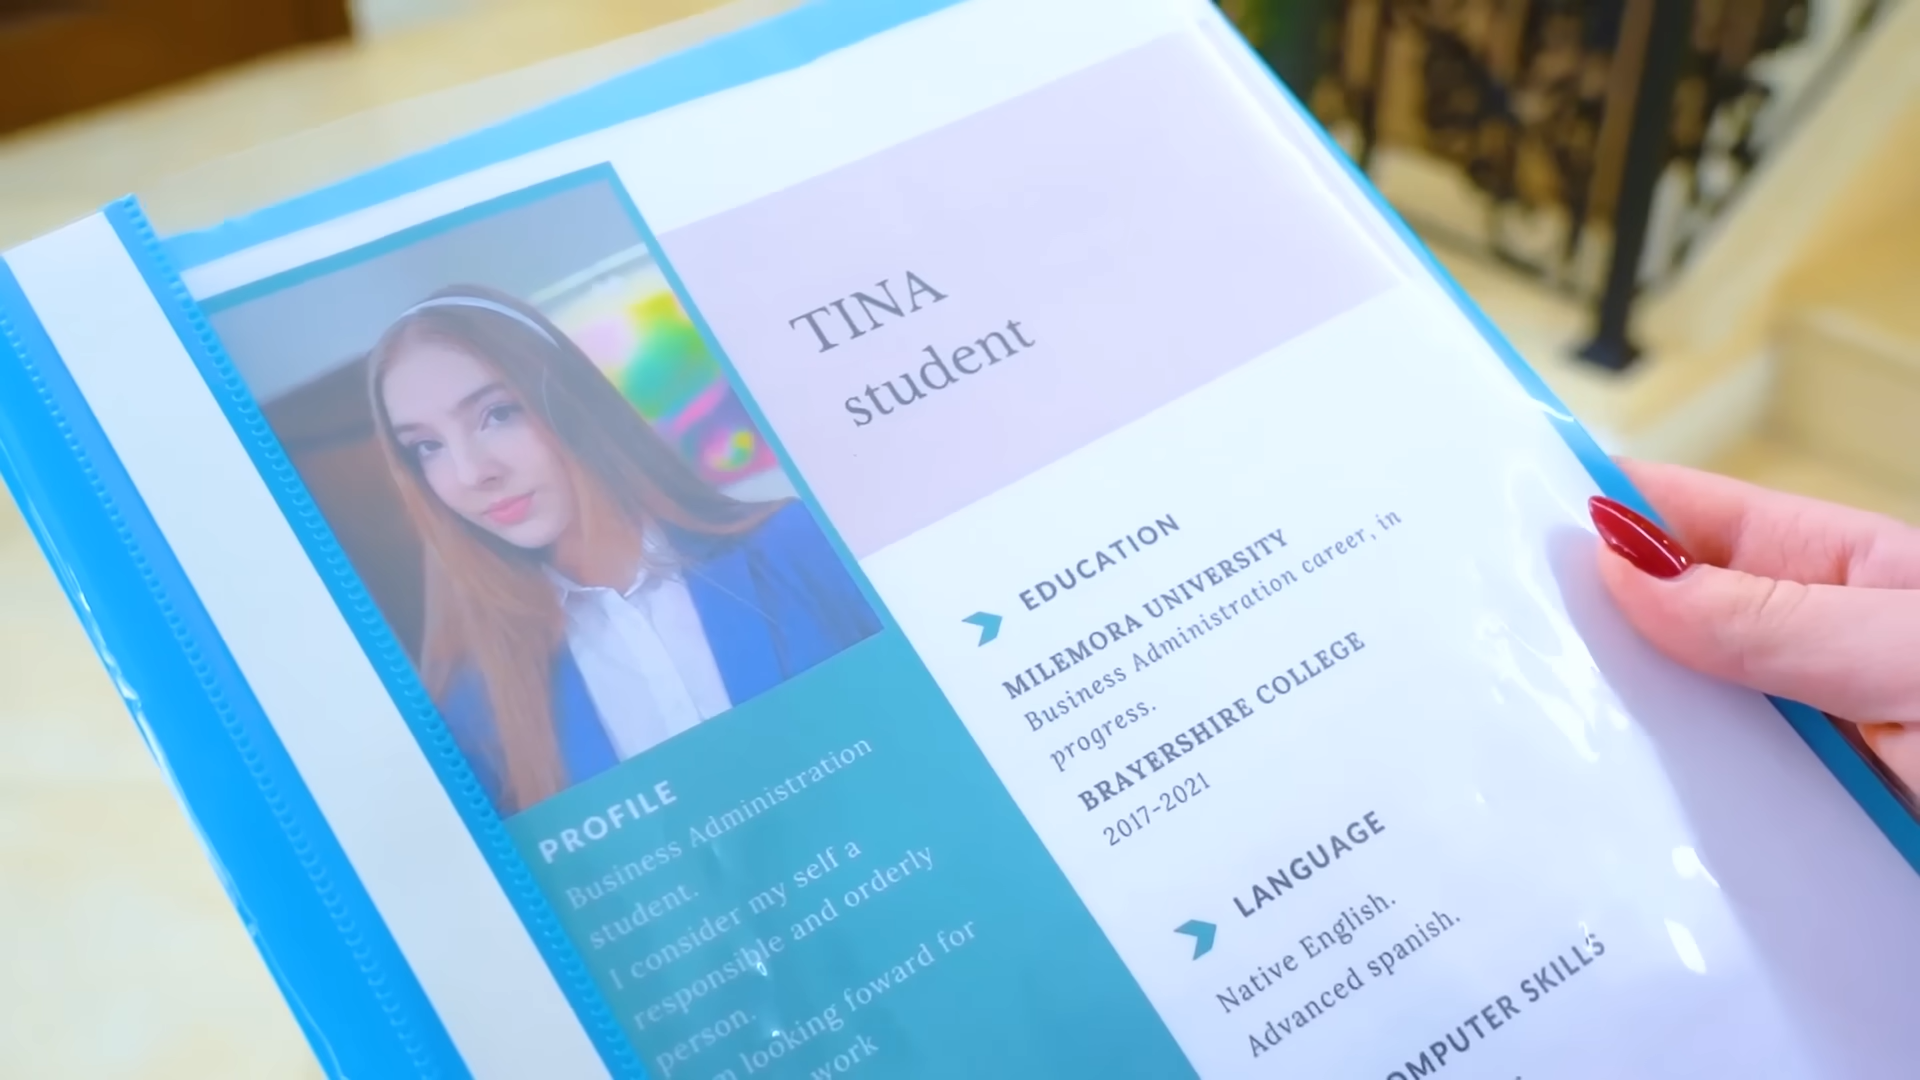 TINA
student
PROFILE
Business Administration
student.
I consider my self a
responsible and orderly
person.
looking foward for
work
EDUCATION
MILEMORA UNIVERSITY
Business Administration career, in
progress.
BRAYERSHIRE COLLEGE
2017-2021
LANGUAGE
Native English.
Advanced spanish.
OMPUTER SKILLS